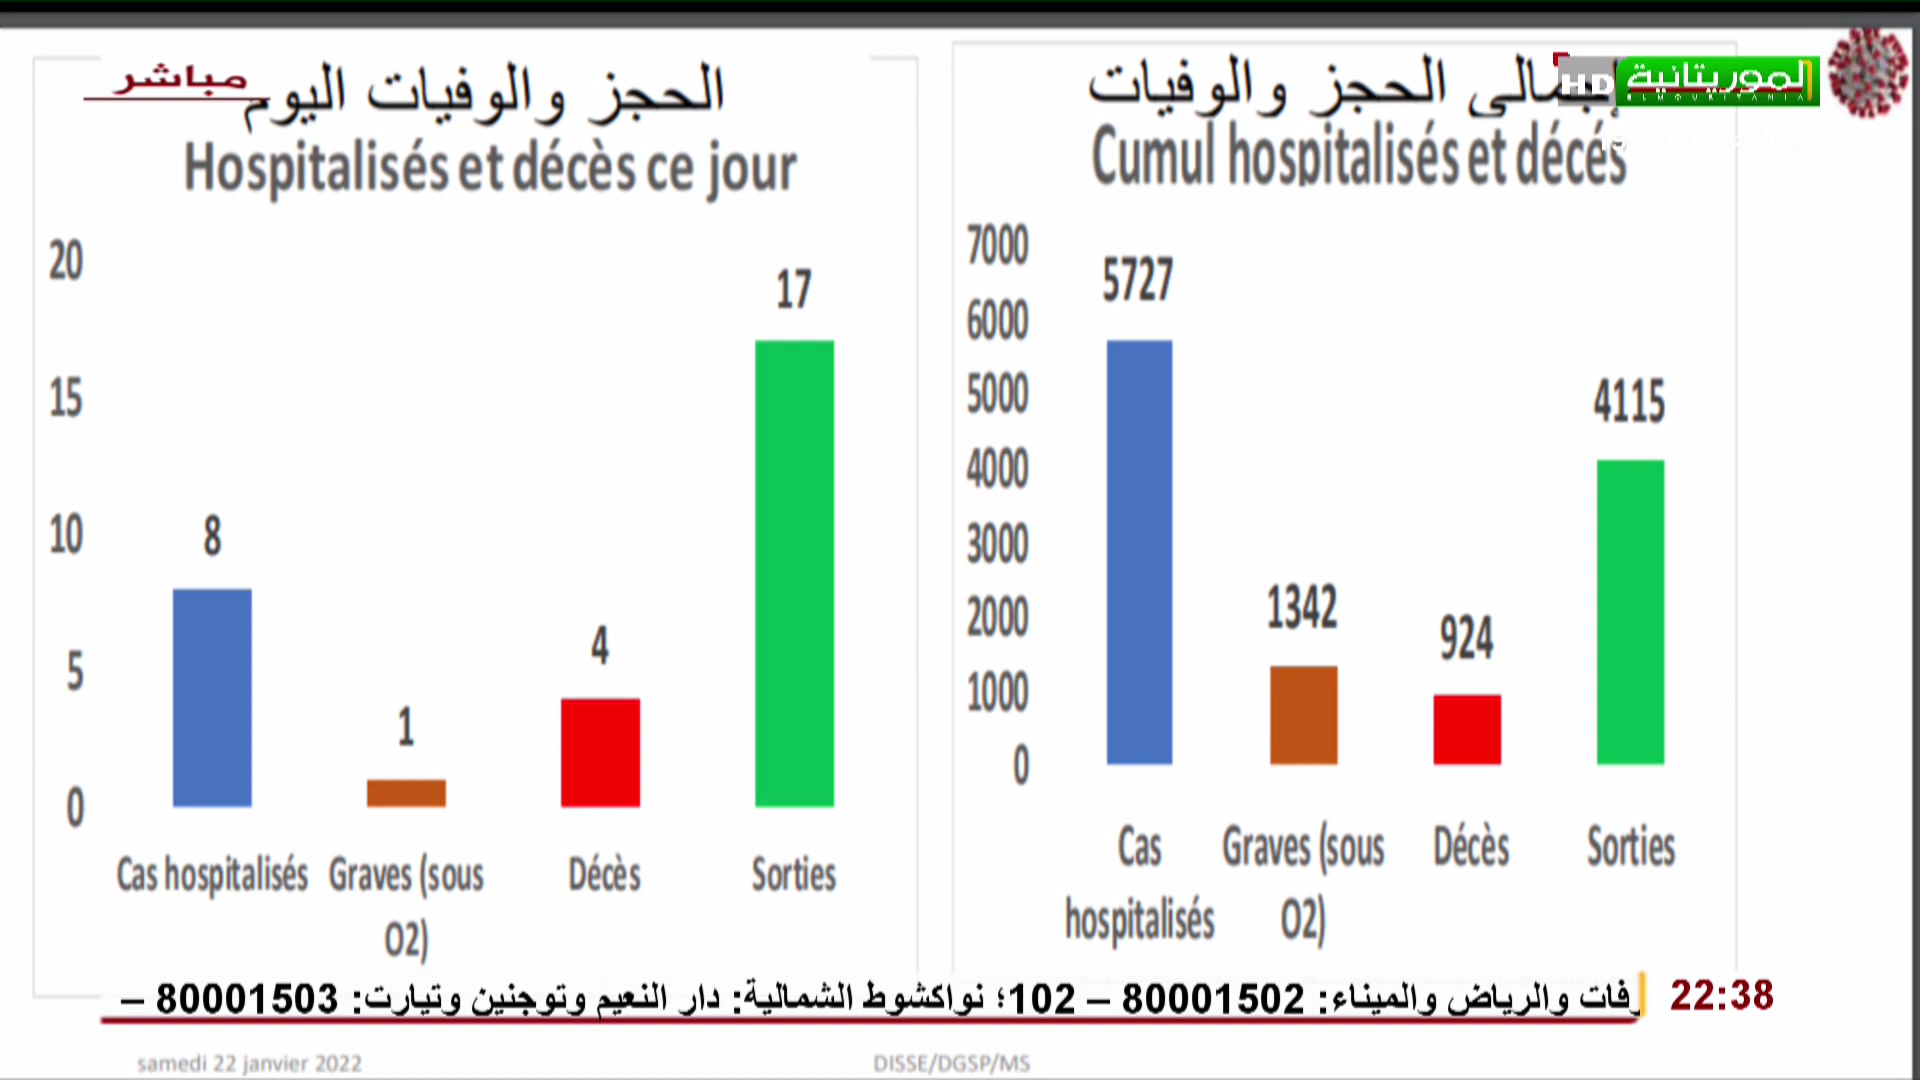 مباشر
الحجز والوفيات اليوم
Hospitalisés et décès ce jour
20
15
10
5
0
8
1
4
17
Cas hospitalisés
Graves (sous O2)
Décès
Sorties
إجمالي الحجز والوفيات
Cumul hospitalisés et décés
7000
6000
5000
4000
3000
2000
1000
0
5727
1342
924
4115
Cas hospitalisés
Graves (sous O2)
Décès
Sorties
HD الموريتانية
ELMOURITANIA
والرياض والميناء: 80001502 – 102؛ نواكشوط الشمالية: دار النعيم وتوجنين وتيارت: 80001503 –
22:38
samedi 22 janvier 2022
DISSE/DGSP/MS